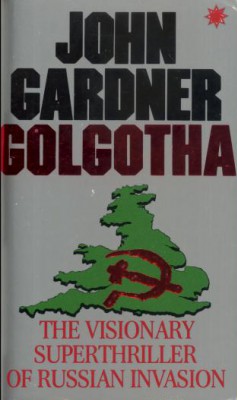 JOHN
GARDNER
GOLGOTHA
THE VISIONARY
SUPERTHRILLER
OF RUSSIAN INVASION